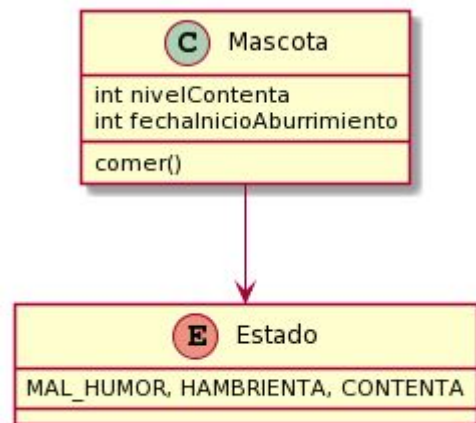 C Mascota
int nivelContenta
int fechaInicioAburrimiento
comer()
E Estado
MAL_HUMOR, HAMBRIENTA, CONTENTA